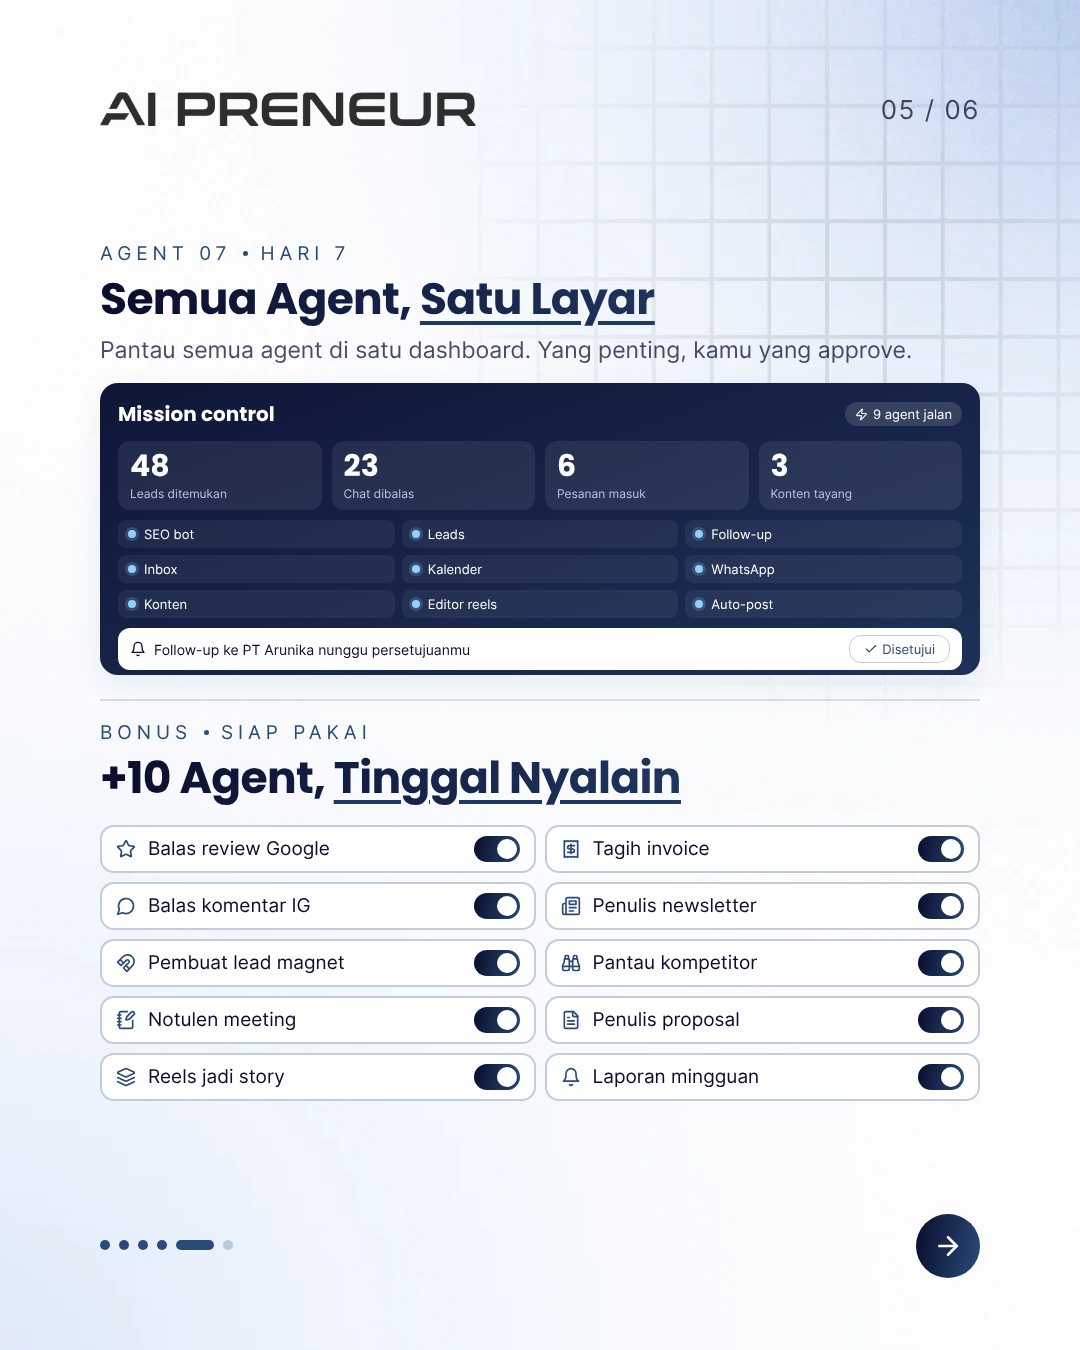 AI PRENEUR
05 / 06
AGENT 07 • HARI 7
Semua Agent, Satu Layar
Pantau semua agent di satu dashboard. Yang penting, kamu yang approve.
Mission control
9 agent jalan
48
Leads ditemukan
23
Chat dibalas
6
Pesanan masuk
3
Konten tayang
SEO bot
Leads
Follow-up
Inbox
Kalender
WhatsApp
Konten
Editor reels
Auto-post
Follow-up ke PT Arunika nunggu persetujuanmu
Disetujui
BONUS • SIAP PAKAI
+10 Agent, Tinggal Nyalain
Balas review Google
Tagih invoice
Balas komentar IG
Penulis newsletter
Pembuat lead magnet
Pantau kompetitor
Notulen meeting
Penulis proposal
Reels jadi story
Laporan mingguan